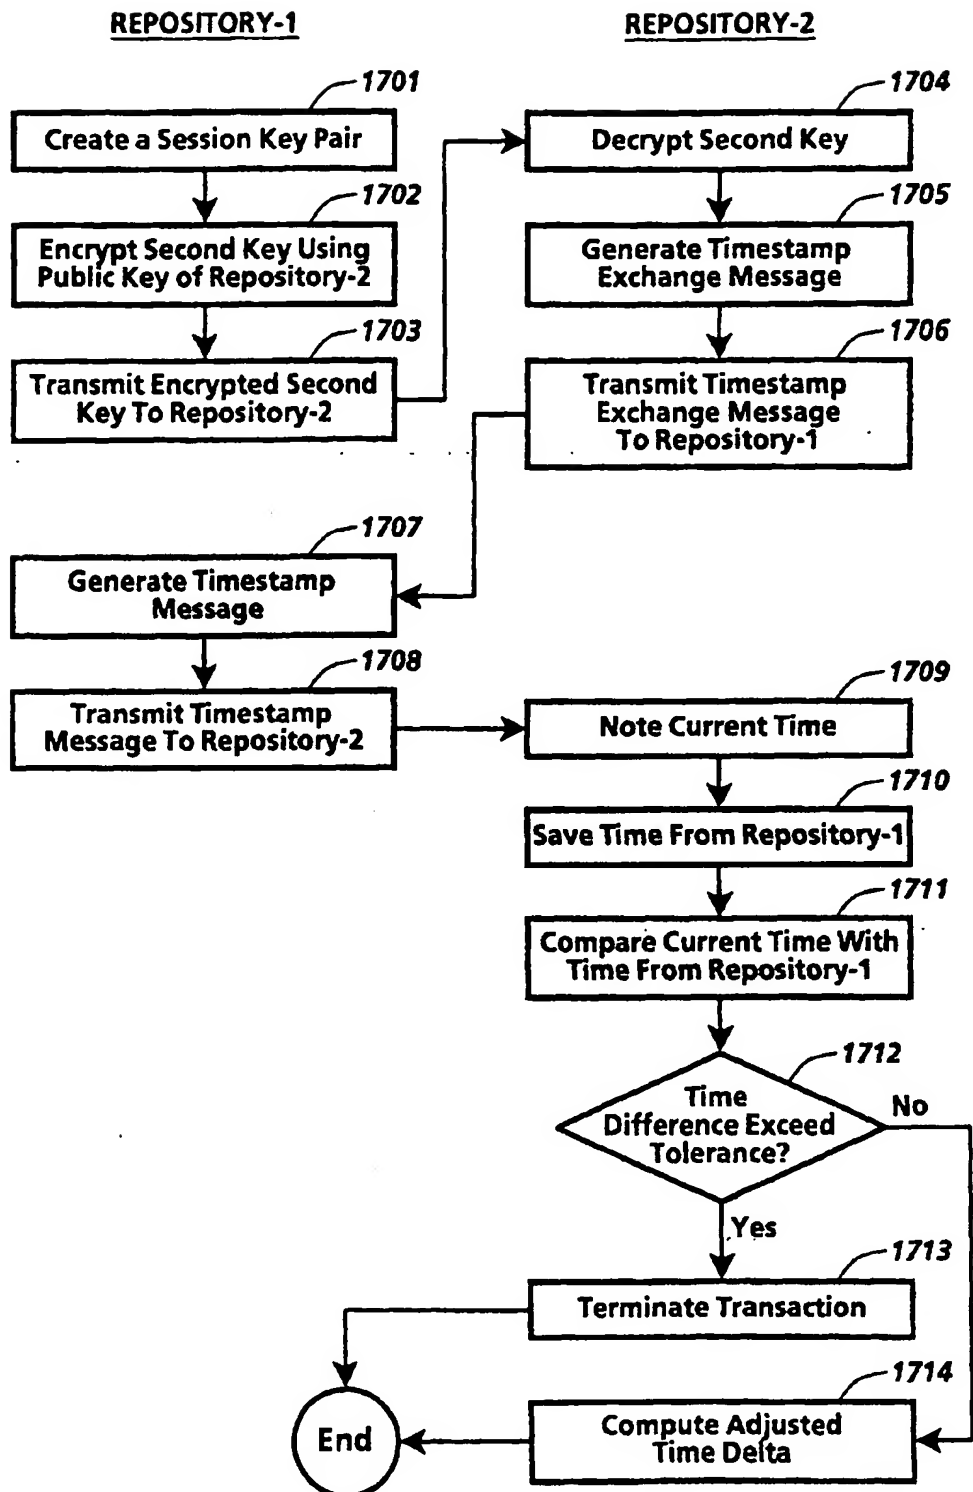 REPOSITORY-1
REPOSITORY-2
1701
Create a Session Key Pair
1702
Encrypt Second Key Using
Public Key of Repository-2
1703
Transmit Encrypted Second
Key To Repository-2
1704
Decrypt Second Key
1705
Generate Timestamp
Exchange Message
1706
Transmit Timestamp
Exchange Message
To Repository-1
1707
Generate Timestamp
Message
1708
Transmit Timestamp
Message To Repository-2
1709
Note Current Time
1710
Save Time From Repository-1
1711
Compare Current Time With
Time From Repository-1
1712
Time
Difference Exceed
Tolerance?
No
Yes
1713
Terminate Transaction
1714
Compute Adjusted
Time Delta
End